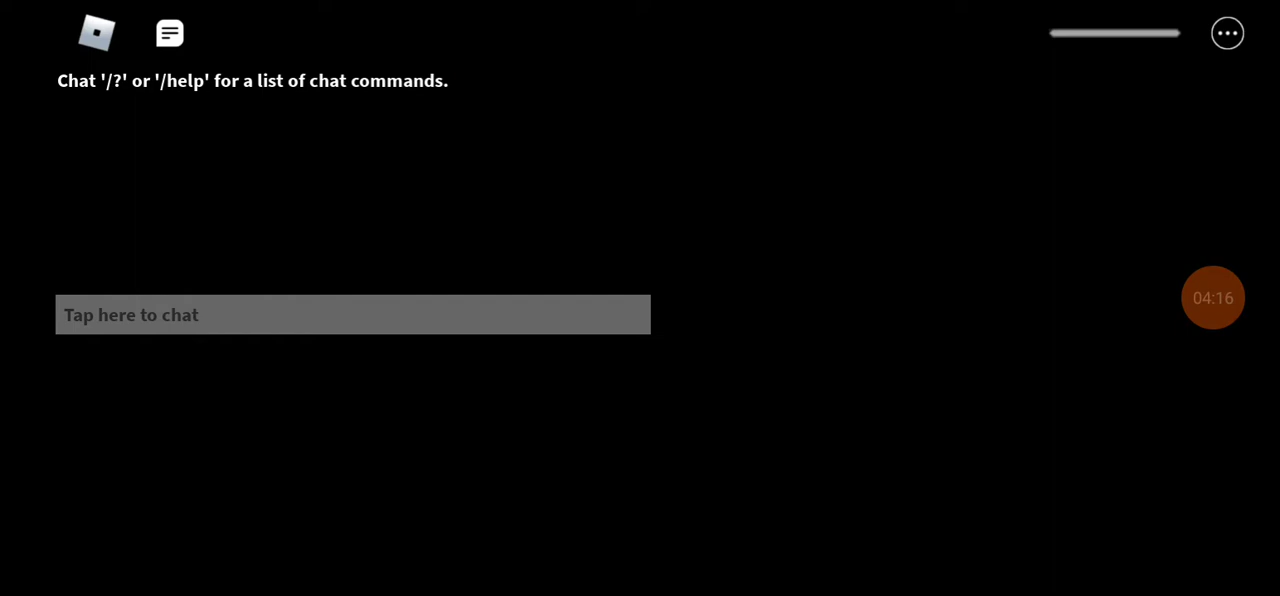 Chat '/?' or '/help' for a list of chat commands.
Tap here to chat
04:16